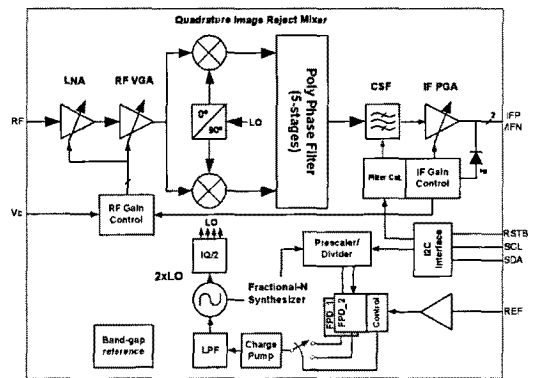 Quadrature Image Reject Mixer
LNA
RF VGA
CSF
IF PGA
RF
0°
90°
LO
Poly Phase Filter
(5-stages)
2
IFP
Filter Cal.
IF Gain
Control
Vc
RF Gain
Control
LO
IQ/2
2xLO
Fractional-N
Synthesizer
Prescaler/
Divider
I2C
Interface
RSTB
SCL
SDA
FPD_1
FPD_2
Control
REF
Band-gap
reference
LPF
Charge
Pump